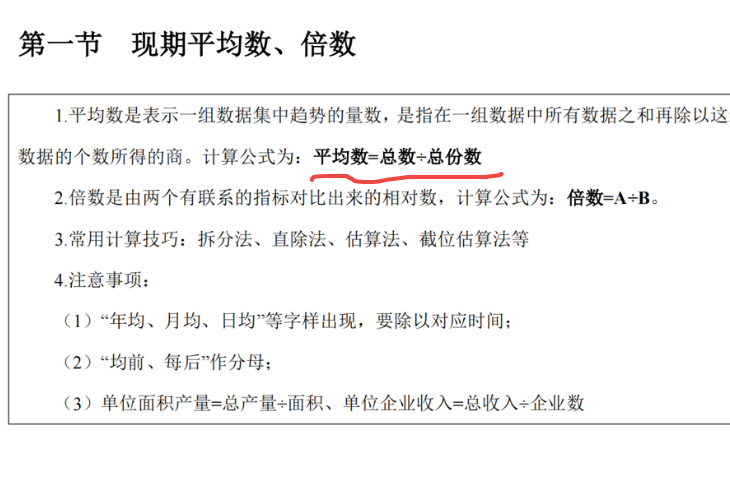 第一节 现期平均数、倍数
1.平均数是表示一组数据集中趋势的量数，是指在一组数据中所有数据之和再除以这
数据的个数所得的商。计算公式为：平均数=总数÷总份数
2.倍数是由两个有联系的指标对比出来的相对数，计算公式为：倍数=A÷B。
3.常用计算技巧：拆分法、直除法、估算法、截位估算法等
4.注意事项：
（1）“年均、月均、日均”等字样出现，要除以对应时间；
（2）“均前、每后”作分母；
（3）单位面积产量=总产量÷面积、单位企业收入=总收入÷企业数